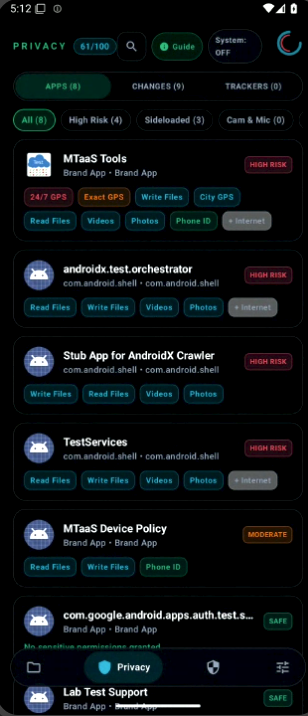 5:12
PRIVACY
61/100
Guide
System:
OFF
APPS (8)
CHANGES (9)
TRACKERS (0)
All (8)
High Risk (4)
Sideloaded (3)
Cam & Mic (0)
MTaaS Tools
Brand App • Brand App
HIGH RISK
24/7 GPS
Exact GPS
Write Files
City GPS
Read Files
Videos
Photos
Phone ID
+ Internet
androidx.test.orchestrator
com.android.shell • com.android.shell
HIGH RISK
Read Files
Write Files
Videos
Photos
+ Internet
Stub App for AndroidX Crawler
com.android.shell • com.android.shell
HIGH RISK
Write Files
Read Files
Videos
Photos
TestServices
com.android.shell • com.android.shell
HIGH RISK
Read Files
Write Files
Videos
Photos
+ Internet
MTaaS Device Policy
Brand App • Brand App
MODERATE
Read Files
Write Files
Phone ID
com.google.android.apps.auth.test.s...
Brand App • Brand App
SAFE
No sensitive permissions granted
Privacy
Lab Test Support
Brand App • Brand App
SAFE